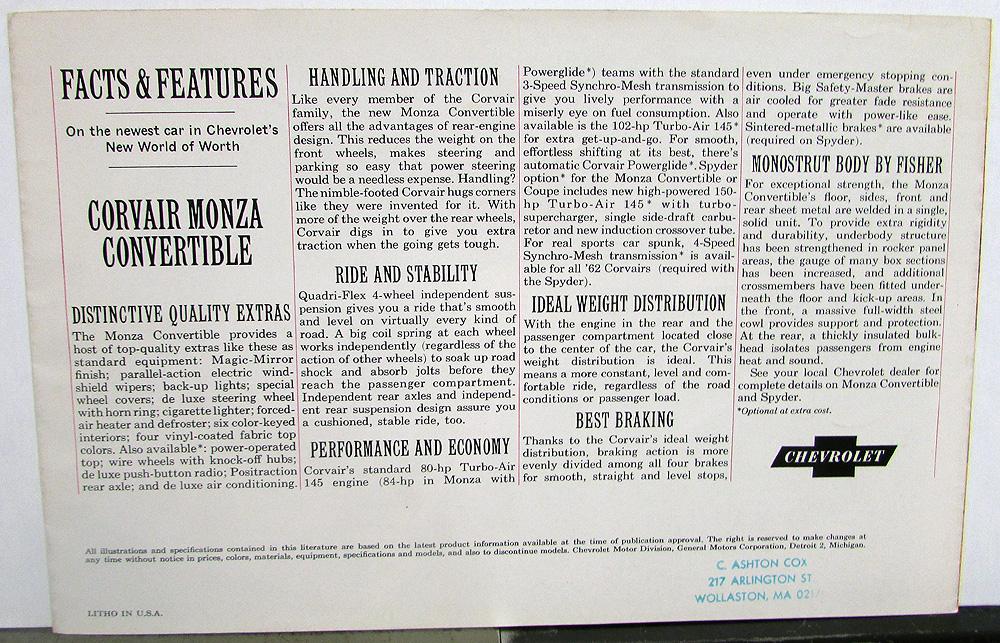 FACTS & FEATURES
On the newest car in Chevrolet's
New World of Worth
CORVAIR MONZA
CONVERTIBLE
DISTINCTIVE QUALITY EXTRAS
The Monza Convertible provides a
host of top-quality extras like these as
standard equipment: Magic-Mirror
finish; parallel-action electric wind-
shield wipers; back-up lights; special
wheel covers; de luxe steering wheel
with horn ring; cigarette lighter; forced-
air heater and defroster; six color-keyed
interiors; four vinyl-coated fabric top
colors. Also available*: power-operated
top; wire wheels with knock-off hubs;
de luxe push-button radio; Positraction
rear axle; and de luxe air conditioning.
HANDLING AND TRACTION
Like every member of the Corvair
family, the new Monza Convertible
offers all the advantages of rear-engine
design. This reduces the weight on the
front wheels, makes steering and
parking so easy that power steering
would be a needless expense. Handling?
The nimble-footed Corvair hugs corners
like they were invented for it. With
more of the weight over the rear wheels,
Corvair digs in to give you extra
traction when the going gets tough.
RIDE AND STABILITY
Quadri-Flex 4-wheel independent sus-
pension gives you a ride that's smooth
and level on virtually every kind of
road. A big coil spring at each wheel
works independently (regardless of the
action of other wheels) to soak up road
shock and absorb jolts before they
reach the passenger compartment.
Independent rear axles and independ-
ent rear suspension design assure you
a cushioned, stable ride, too.
PERFORMANCE AND ECONOMY
Corvair's standard 80-hp Turbo-Air
145 engine (84-hp in Monza with
Powerglide*) teams with the standard
3-Speed Synchro-Mesh transmission to
give you lively performance with a
miserly eye on fuel consumption. Also
available is the 102-hp Turbo-Air 145*
for extra get-up-and-go. For smooth,
effortless shifting at its best, there's
automatic Corvair Powerglide*. Spyder
option* for the Monza Convertible or
Coupe includes new high-powered 150-
hp Turbo-Air 145* with turbo-
supercharger, single side-draft carbu-
retor and new induction crossover tube.
For real sports car spunk, 4-Speed
Synchro-Mesh transmission* is avail-
able for all '62 Corvairs (required with
the Spyder).
IDEAL WEIGHT DISTRIBUTION
With the engine in the rear and the
passenger compartment located close
to the center of the car, the Corvair's
weight distribution is ideal. This
means a more constant, level and com-
fortable ride, regardless of the road
conditions or passenger load.
BEST BRAKING
Thanks to the Corvair's ideal weight
distribution, braking action is more
evenly divided among all four brakes
for smooth, straight and level stops,
even under emergency stopping con-
ditions. Big Safety-Master brakes are
air cooled for greater fade resistance
and operate with power-like ease.
Sintered-metallic brakes* are available
(required on Spyder).
MONOSTRUT BODY BY FISHER
For exceptional strength, the Monza
Convertible's floor, sides, front and
rear sheet metal are welded in a single,
solid unit. To provide extra rigidity
and durability, underbody structure
has been strengthened in rocker panel
areas, the gauge of many box sections
has been increased, and additional
crossmembers have been fitted under-
neath the floor and kick-up areas. In
the front, a massive full-width steel
cowl provides support and protection.
At the rear, a thickly insulated bulk-
head isolates passengers from engine
heat and sound.
See your local Chevrolet dealer for
complete details on Monza Convertible
and Spyder.
*Optional at extra cost.
CHEVROLET
All illustrations and specifications contained in this literature are based on the latest product information available at the time of publication approval. The right is reserved to make changes at
any time without notice in prices, colors, materials, equipment, specifications and models, and also to discontinue models. Chevrolet Motor Division, General Motors Corporation, Detroit 2, Michigan.
C. ASHTON COX
217 ARLINGTON ST
WOLLASTON, MA
LITHO IN U.S.A.